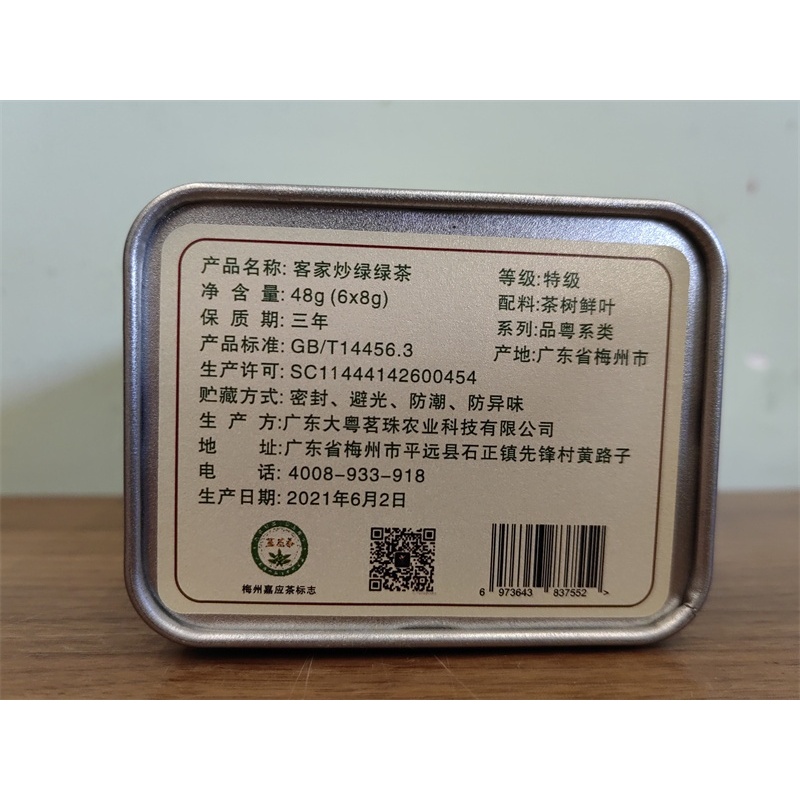 产品名称: 客家炒绿绿茶
等级: 特级
净含量: 48g (6x8g)
配料: 茶树鲜叶
保质期: 三年
系列: 品粤系类
产品标准: GB/T14456.3
产地: 广东省梅州市
生产许可: SC11444142600454
贮藏方式: 密封、避光、防潮、防异味
生产方: 广东大粤茗珠农业科技有限公司
地址: 广东省梅州市平远县石正镇先锋村黄路子
电话: 4008-933-918
生产日期: 2021年6月2日
梅州嘉应茶标志
6 973643 837552 >